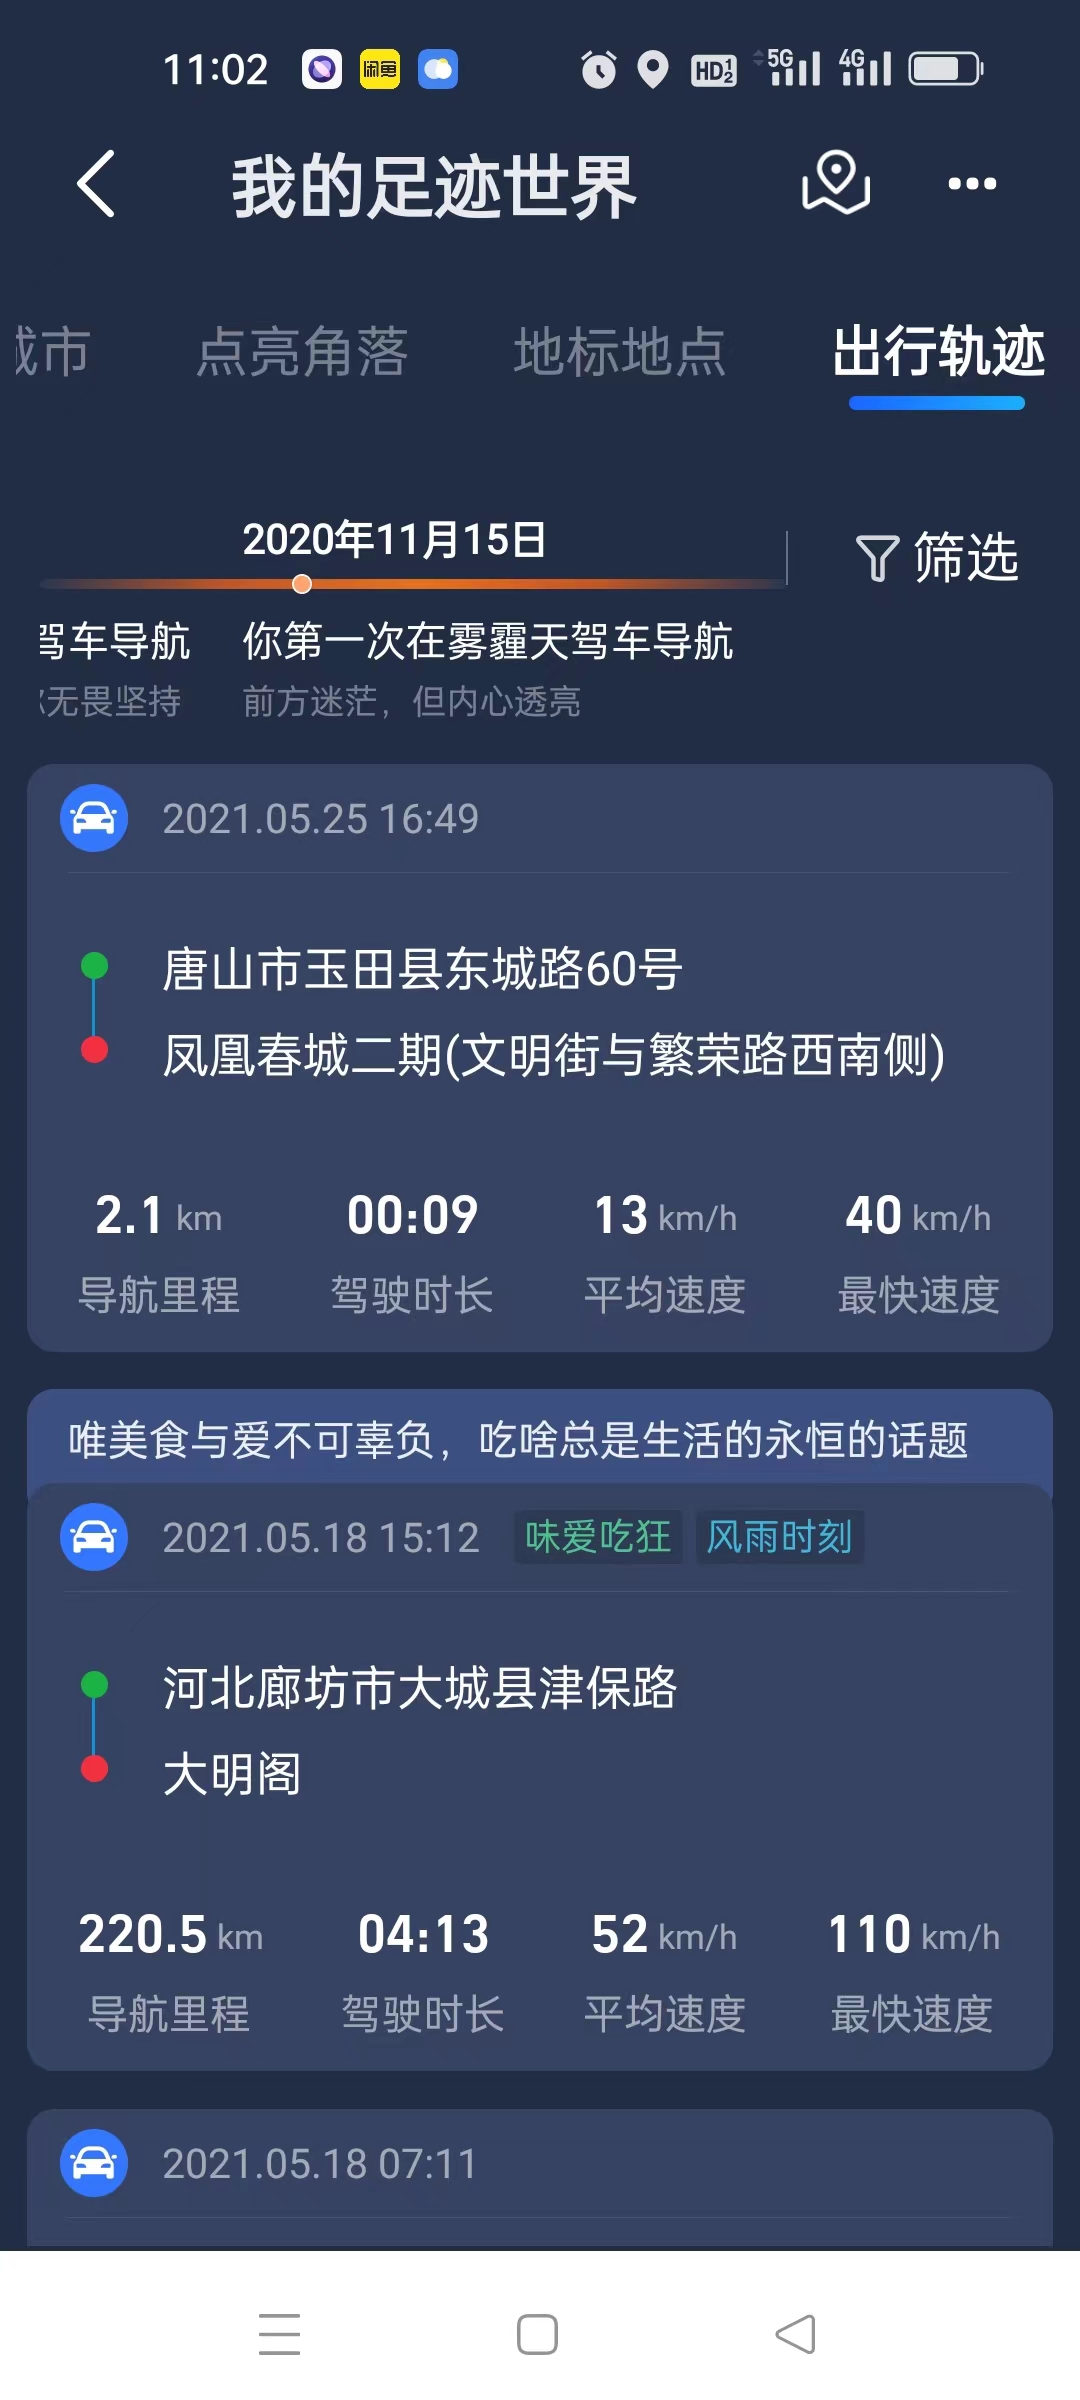 11:02 闲鱼 HD 1 2 5G 4G
我的足迹世界
城市 点亮角落 地标地点 出行轨迹
2020年11月15日
筛选
驾车导航 你第一次在雾霾天驾车导航
无畏坚持 前方迷茫，但内心透亮
2021.05.25 16:49
唐山市玉田县东城路60号
凤凰春城二期(文明街与繁荣路西南侧)
2.1 km 00:09 13 km/h 40 km/h
导航里程 驾驶时长 平均速度 最快速度
唯美食与爱不可辜负，吃啥总是生活的永恒的话题
2021.05.18 15:12 味爱吃狂 风雨时刻
河北廊坊市大城县津保路
大明阁
220.5 km 04:13 52 km/h 110 km/h
导航里程 驾驶时长 平均速度 最快速度
2021.05.18 07:11